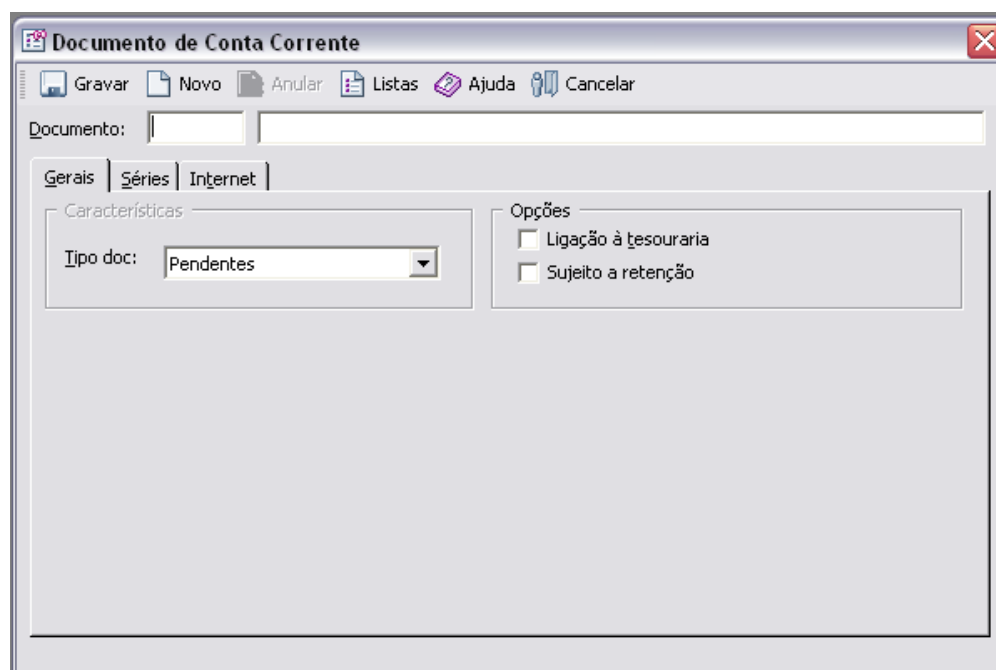 Documento de Conta Corrente
Gravar Novo Anular Listas Ajuda Cancelar
Documento:
Gerais Séries Internet
Características Opções
Ligação à tesouraria
Tipo doc: Pendentes
Sujeito a retenção